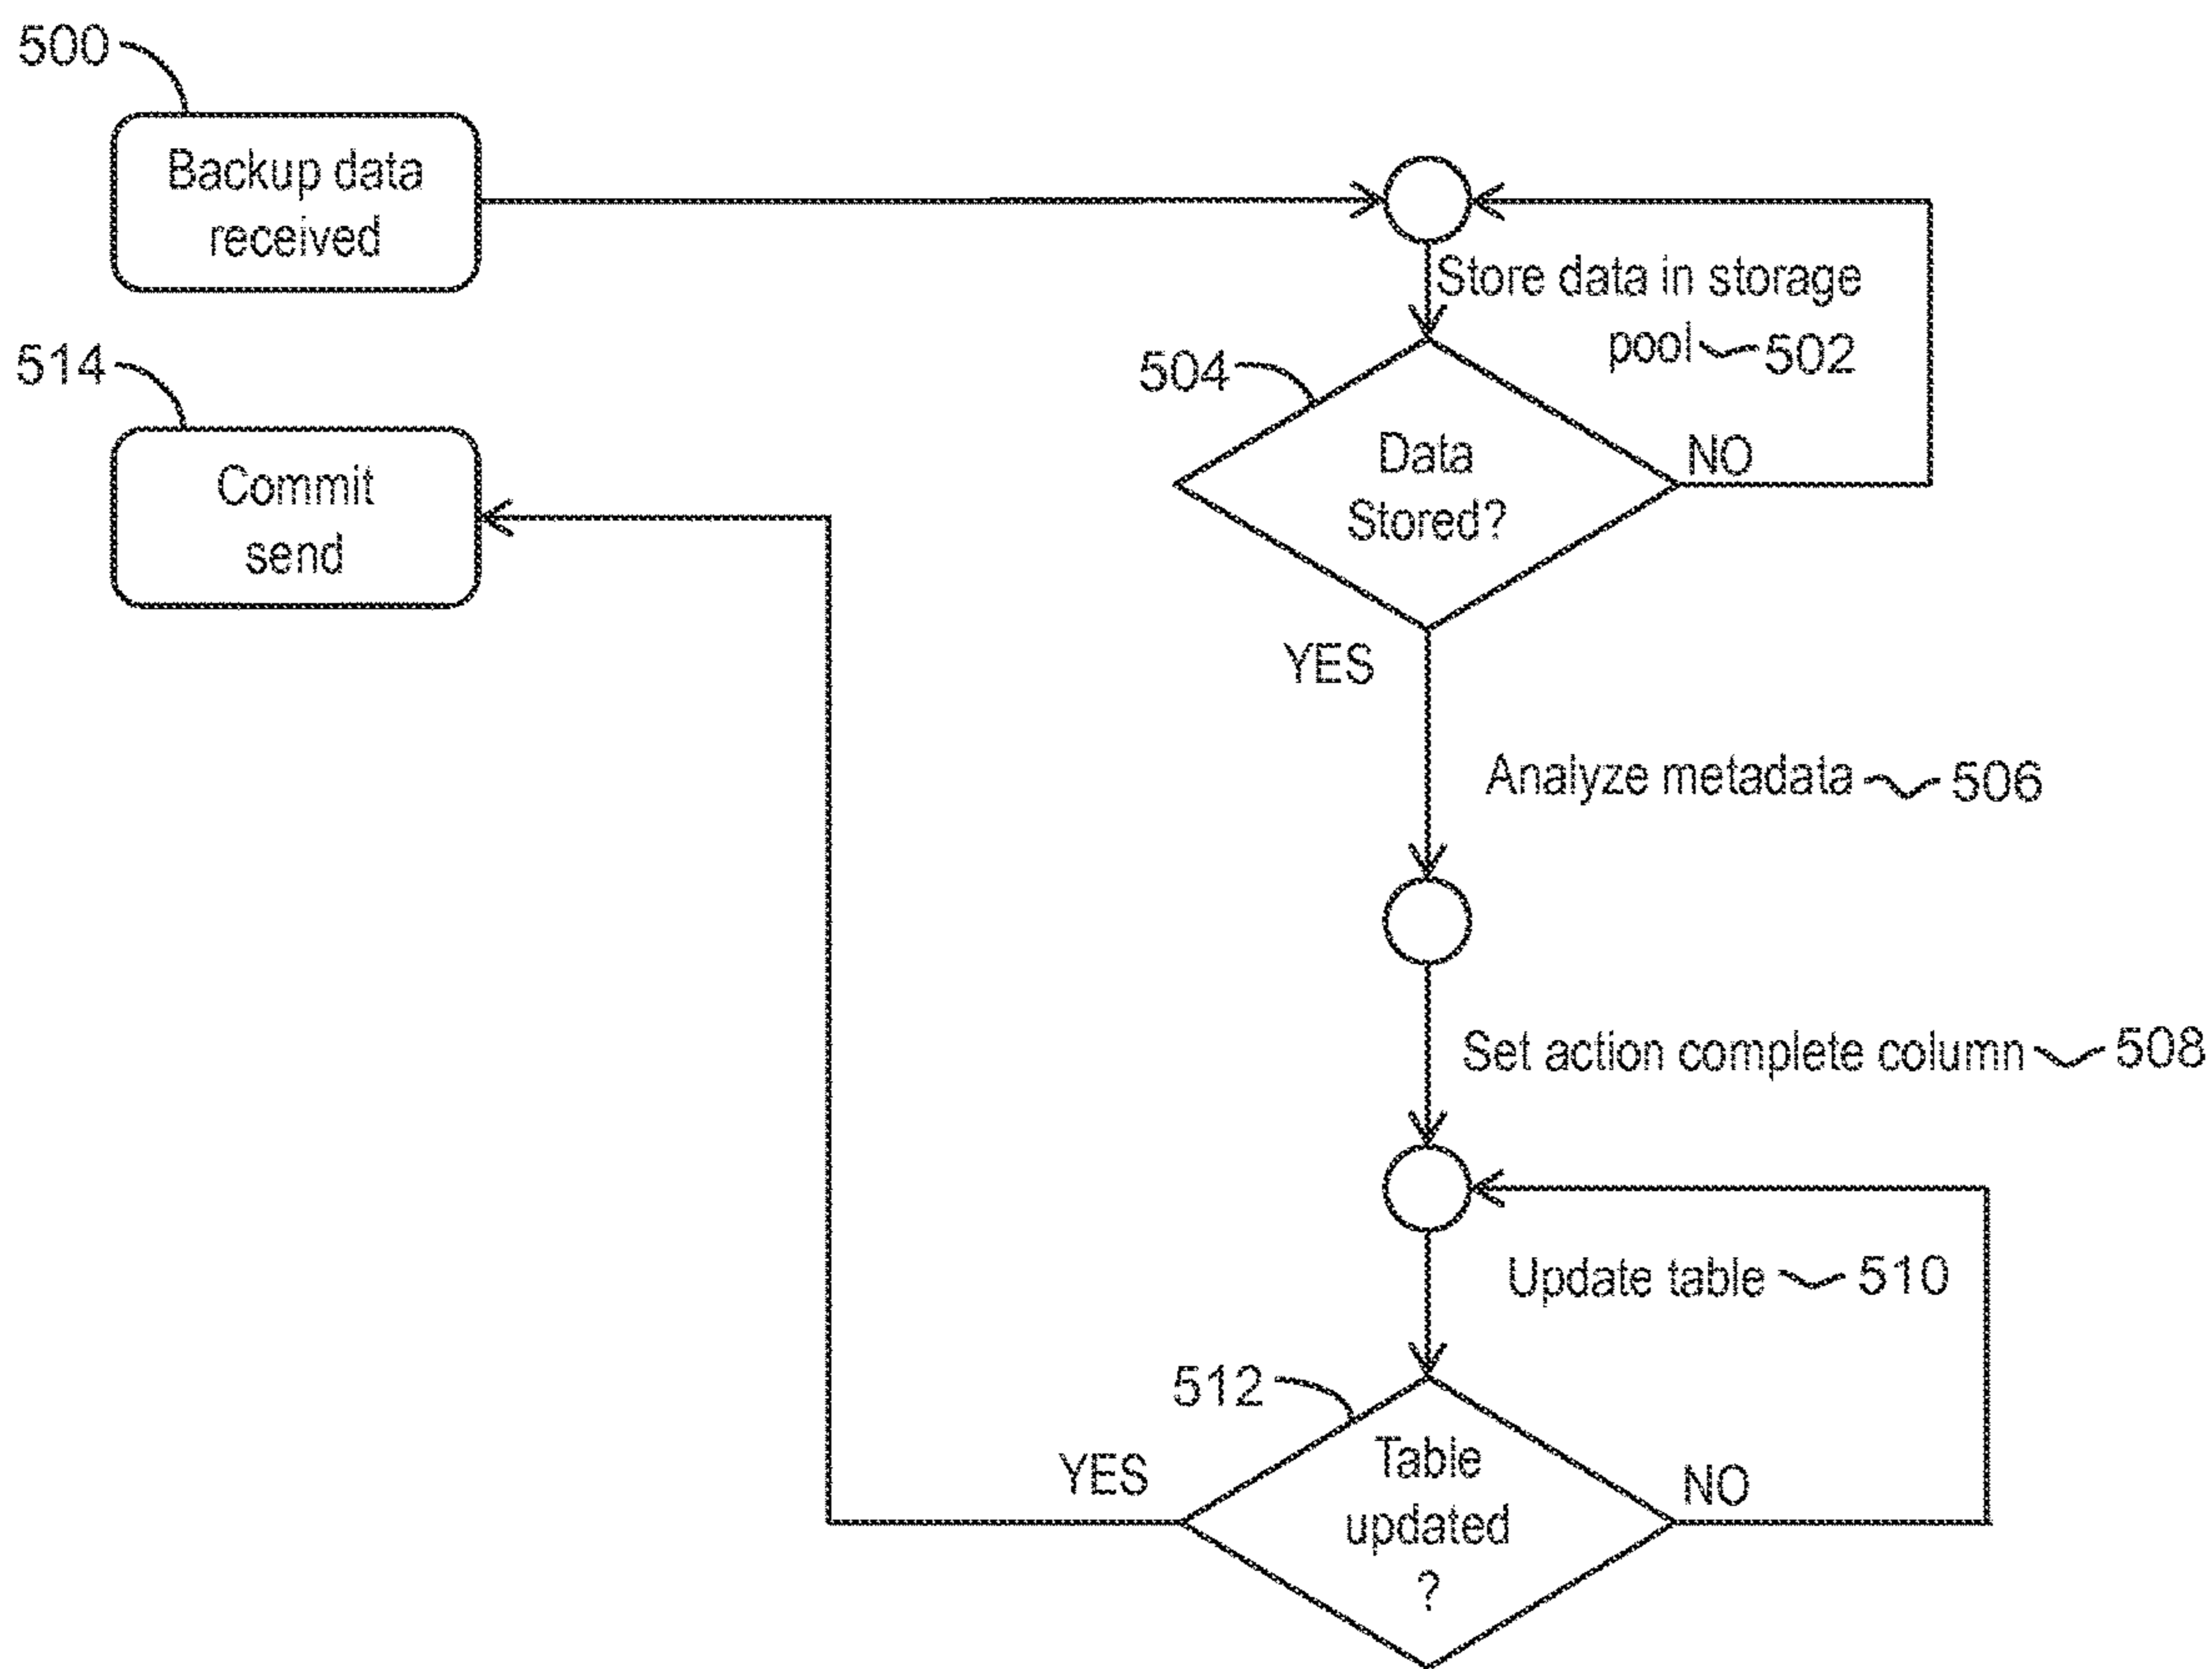 500
Backup data
received
Store data in storage
pool 502
514
504
Commit
send
Data
Stored?
NO
YES
Analyze metadata 506
Set action complete column 508
Update table 510
512
YES
Table
updated
?
NO